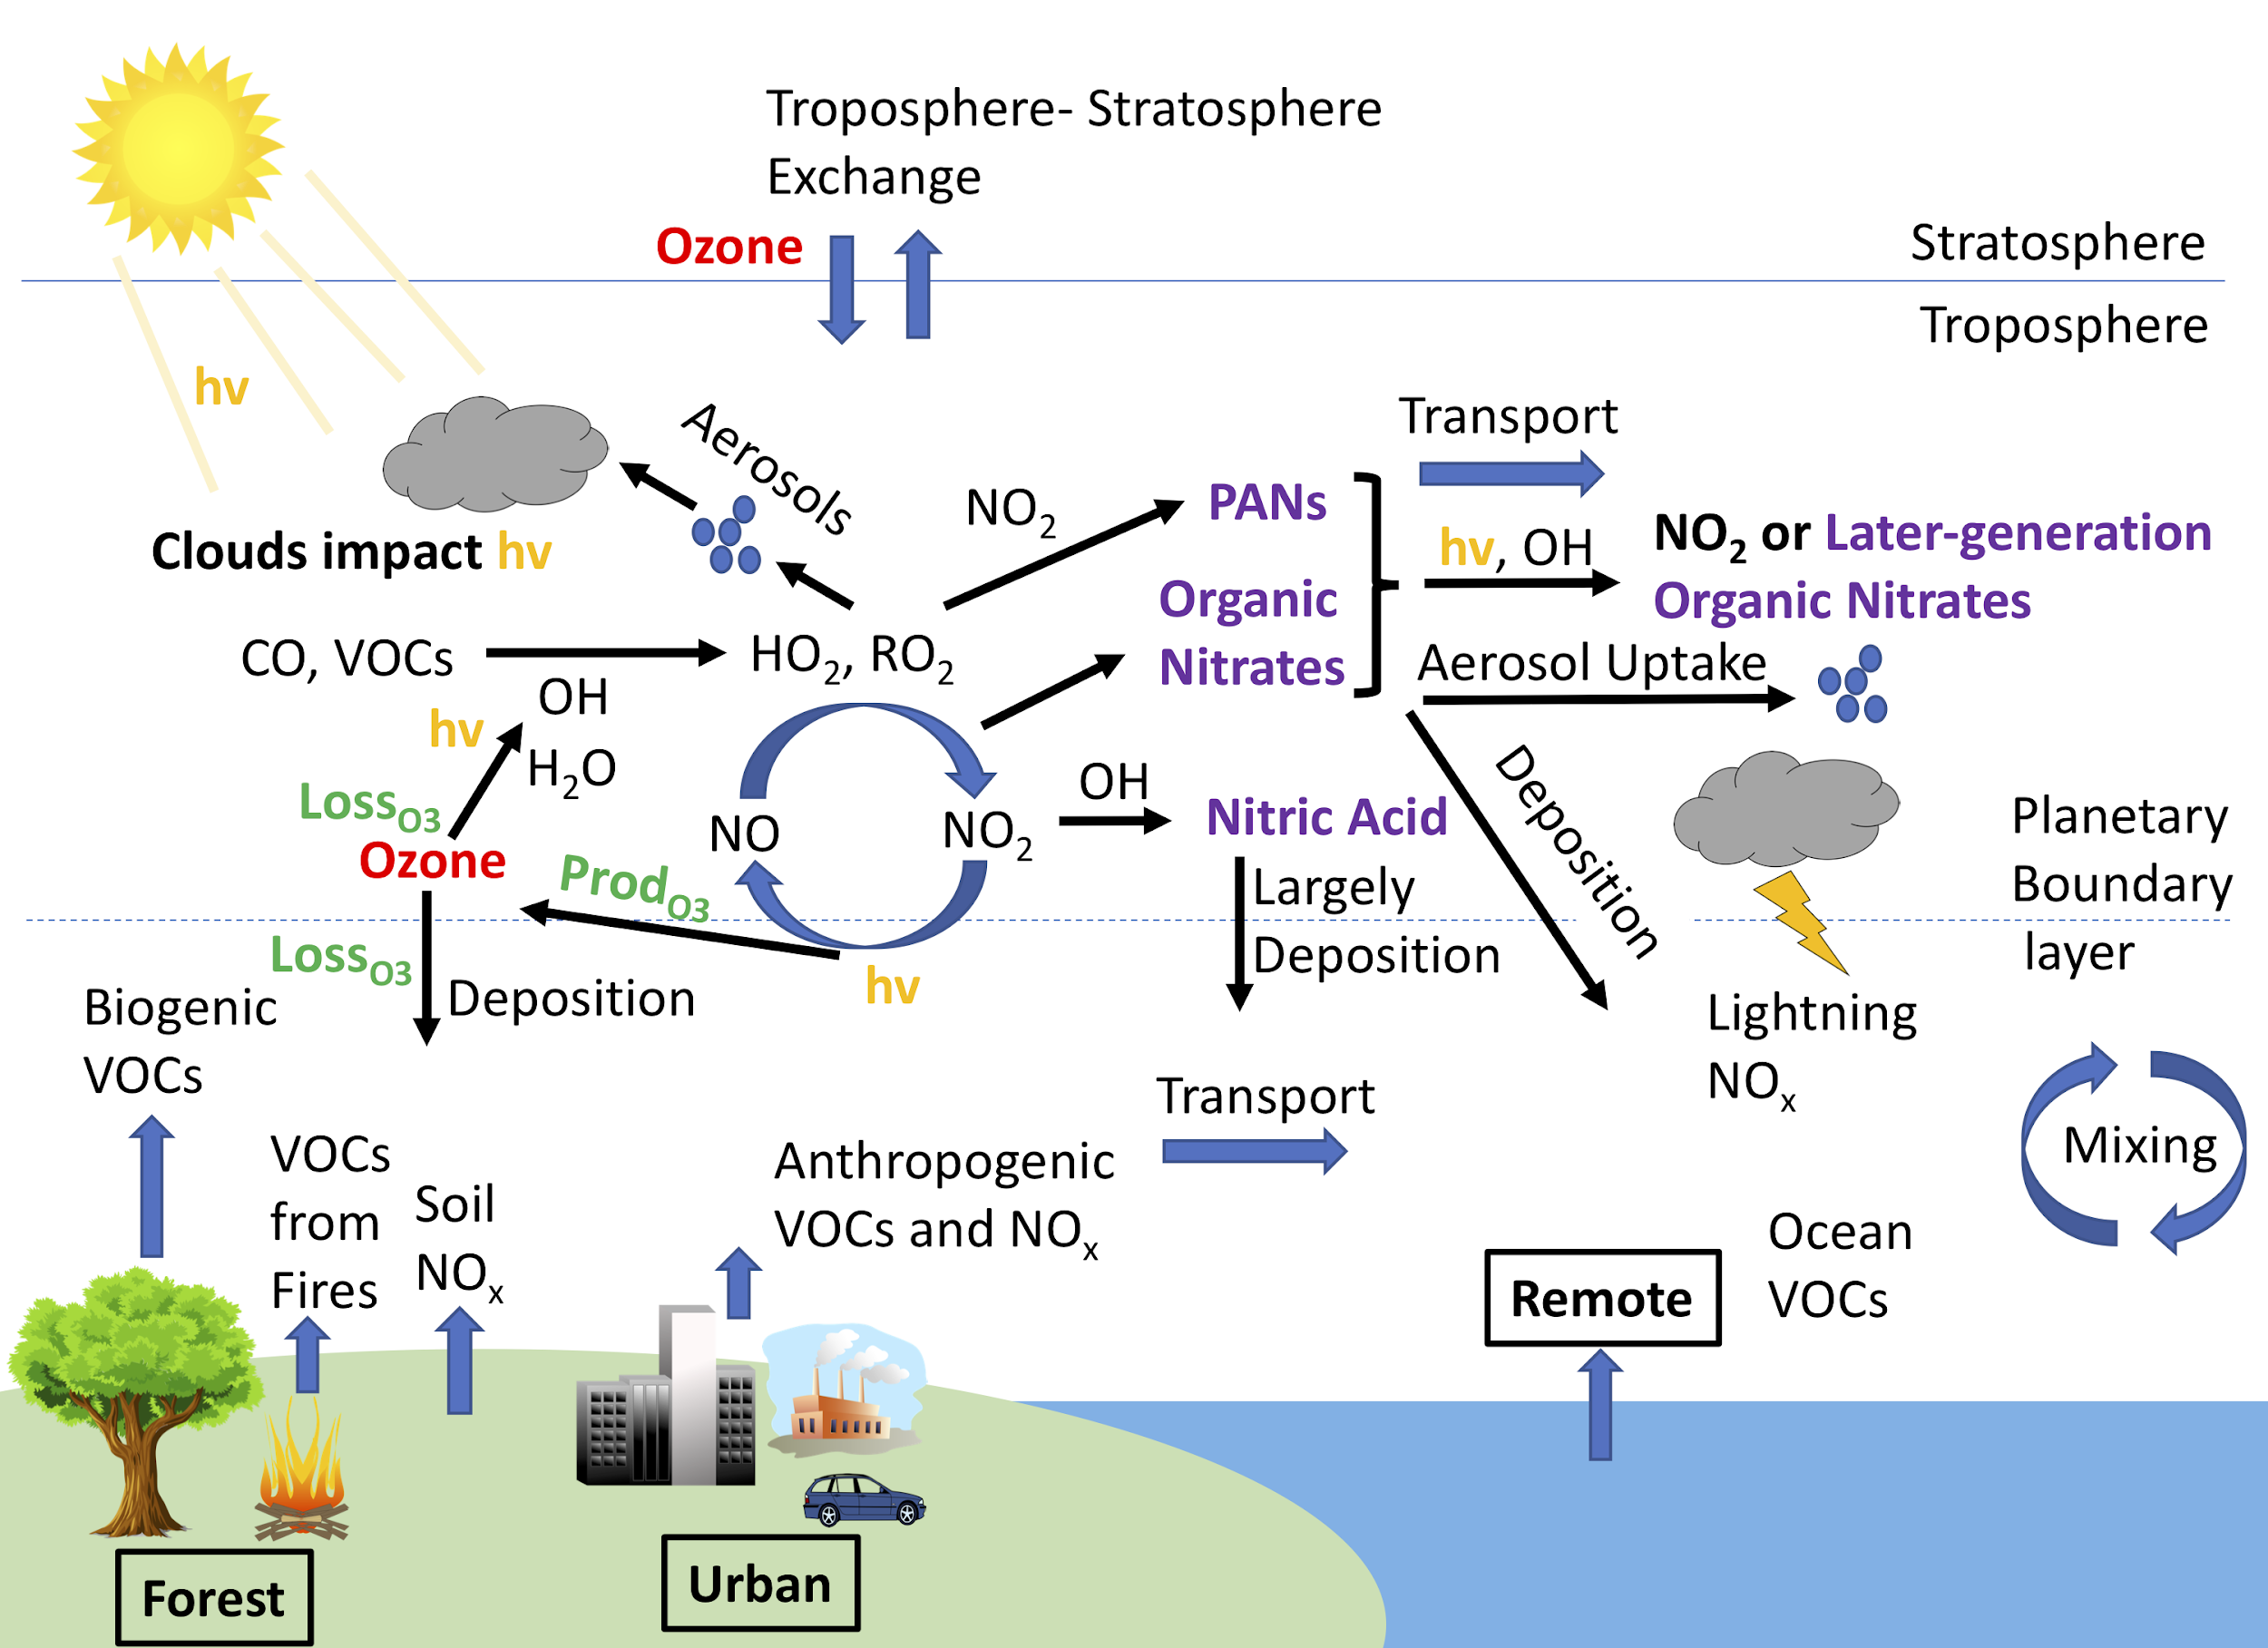 Troposphere- Stratosphere
Exchange
Ozone
Stratosphere
Troposphere
hv
Aerosols
Transport
Clouds impact hv
NO2
PANs
hv, OH
NO2 or Later-generation
Organic Nitrates
Organic
Nitrates
CO, VOCs
HO2, RO2
Aerosol Uptake
OH
hv
H2O
LossO3
Ozone
NO
NO2
OH
Nitric Acid
Deposition
Planetary
Boundary
layer
ProdO3
Largely
Deposition
LossO3
Deposition
hv
Biogenic
VOCs
Lightning
NOx
Transport
Mixing
VOCs
from
Fires
Soil
NOx
Anthropogenic
VOCs and NOx
Remote
Ocean
VOCs
Forest
Urban